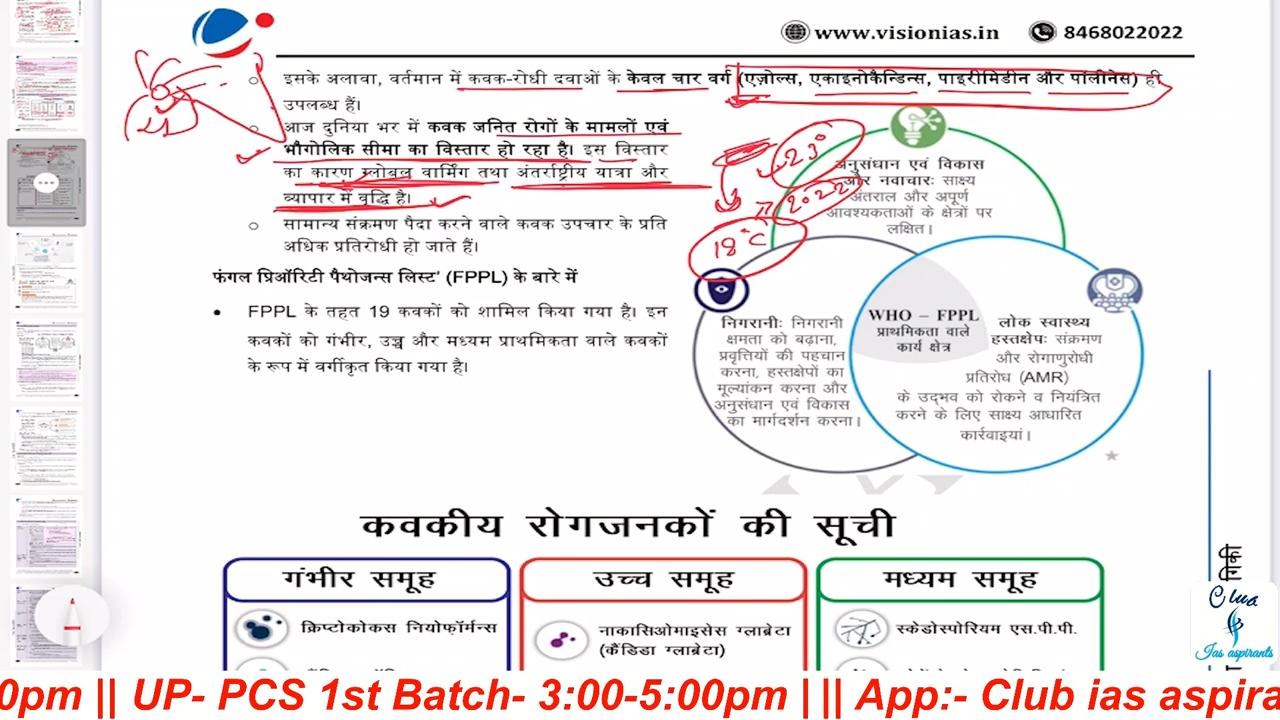 www.visionias.in 8468022022
इसके अलावा, वर्तमान में कवकरोधी दवाओं के केवल चार वर्ग (एज़ोल्स, एकाइनोकैन्डिन्स, पाइरीमिडीन और पॉलीनेस) ही
उपलब्ध हैं।
आज दुनिया भर में कवक जनित रोगों के मामलों एवं
भौगोलिक सीमा का विस्तार हो रहा है। इस विस्तार
का कारण ग्लोबल वार्मिंग तथा अंतर्राष्ट्रीय यात्रा और
व्यापार में वृद्धि है।
सामान्य संक्रमण पैदा करने वाले कवक उपचार के प्रति
अधिक प्रतिरोधी हो जाते हैं।
फंगल प्रिऑरिटी पैथोजन्स लिस्ट' (FPPL) के बारे में
FPPL के तहत 19 कवकों को शामिल किया गया है। इन
कवकों को गंभीर, उच्च और मध्यम प्राथमिकता वाले कवकों
के रूप में वर्गीकृत किया गया है।
23°
2022
18°C
अनुसंधान एवं विकास
और नवाचार: साक्ष्य
अंतराल और अपूर्ण
आवश्यकताओं के क्षेत्रों पर
लक्षित।
WHO – FPPL
प्राथमिकता वाले
कार्य क्षेत्र
निगरानी: निगरानी
क्षमता को बढ़ाना,
प्रवृत्तियों की पहचान
करना, हस्तक्षेपों का
मूल्यांकन करना और
अनुसंधान एवं विकास
का मार्गदर्शन करना।
लोक स्वास्थ्य
हस्तक्षेप: संक्रमण
और रोगाणुरोधी
प्रतिरोध (AMR)
के उद्भव को रोकने व नियंत्रित
करने के लिए साक्ष्य आधारित
कार्रवाइयां।
कवकीय रोगजनकों की सूची
गंभीर समूह
क्रिप्टोकोकस नियोफॉर्मन्स
उच्च समूह
नाकासिओमाइसेस ग्लाब्रेटा
(कैंडिडा ग्लाब्रेटा)
मध्यम समूह
स्केडोस्पोरियम एस.पी.पी.
Club
Ias aspirants
0pm || UP- PCS 1st Batch- 3:00-5:00pm | || App:- Club ias aspira